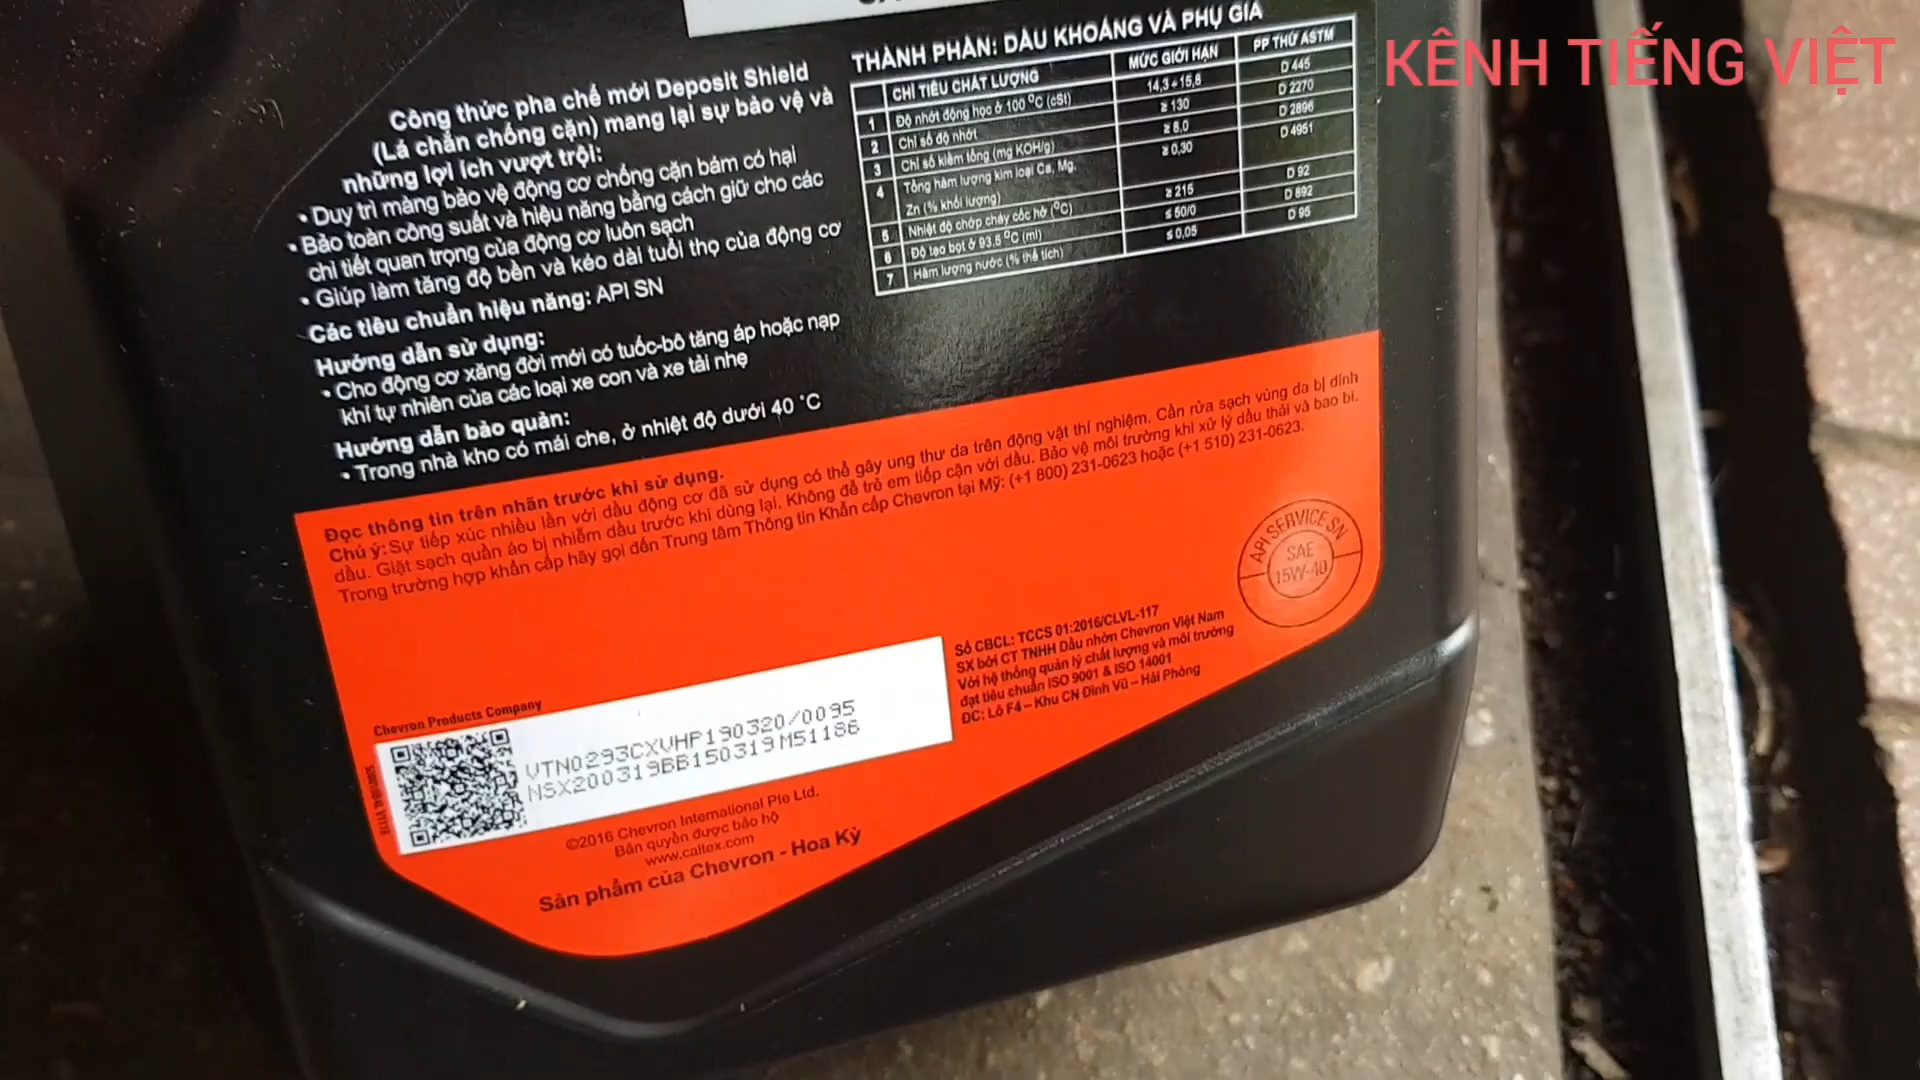 KÊNH TIẾNG VIỆT
Công thức pha chế mới Deposit Shield
(Lá chắn chống cặn) mang lại sự bảo vệ và
những lợi ích vượt trội:
• Duy trì màng bảo vệ động cơ chống cặn bám có hại
• Bảo toàn công suất và hiệu năng bằng cách giữ cho các
chi tiết quan trọng của động cơ luôn sạch
• Giúp làm tăng độ bền và kéo dài tuổi thọ của động cơ
Các tiêu chuẩn hiệu năng: API SN
Hướng dẫn sử dụng:
• Cho động cơ xăng đời mới có tuốc-bô tăng áp hoặc nạp
khí tự nhiên của các loại xe con và xe tải nhẹ
Hướng dẫn bảo quản:
• Trong nhà kho có mái che, ở nhiệt độ dưới 40 °C
THÀNH PHẦN: DẦU KHOÁNG VÀ PHỤ GIA
CHỈ TIÊU CHẤT LƯỢNG MỨC GIỚI HẠN PP THỬ ASTM
1 Độ nhớt động học ở 100 °C (cSt) 14,3÷15,8 D 445
2 Chỉ số độ nhớt ≥ 130 D 2270
3 Chỉ số kiềm tổng (mg KOH/g) ≥ 8,0 D 2896
4 Tổng hàm lượng kim loại Ca, Mg, ≥ 0,30 D 4951
Zn (% khối lượng)
5 Nhiệt độ chớp cháy cốc hở (°C) ≥ 215 D 92
6 Độ tạo bọt ở 93,5 °C (ml) ≤ 50/0 D 892
7 Hàm lượng nước (% thể tích) ≤ 0,05 D 95
Đọc thông tin trên nhãn trước khi sử dụng.
Chú ý: Sự tiếp xúc nhiều lần với dầu động cơ đã sử dụng có thể gây ung thư da trên động vật thí nghiệm. Cần rửa sạch vùng da bị dính
dầu. Giặt sạch quần áo bị nhiễm dầu trước khi dùng lại. Không để trẻ em tiếp cận với dầu. Bảo vệ môi trường khi xử lý dầu thải và bao bì.
Trong trường hợp khẩn cấp hãy gọi đến Trung tâm Thông tin Khẩn cấp Chevron tại Mỹ: (+1 800) 231-0623 hoặc (+1 510) 231-0623.
API SERVICE SN
SAE
15W-40
Số CBCL: TCCS 01:2016/CLVL-117
SX bởi CT TNHH Dầu nhờn Chevron Việt Nam
Với hệ thống quản lý chất lượng và môi trường
đạt tiêu chuẩn ISO 9001 & ISO 14001
ĐC: Lô F4 – Khu CN Đình Vũ – Hải Phòng
Chevron Products Company
VTN0293CXVHP190320/0095
NSX200319BB150319M51186
©2016 Chevron International Pte Ltd.
Bản quyền được bảo hộ
www.caltex.com
Sản phẩm của Chevron - Hoa Kỳ